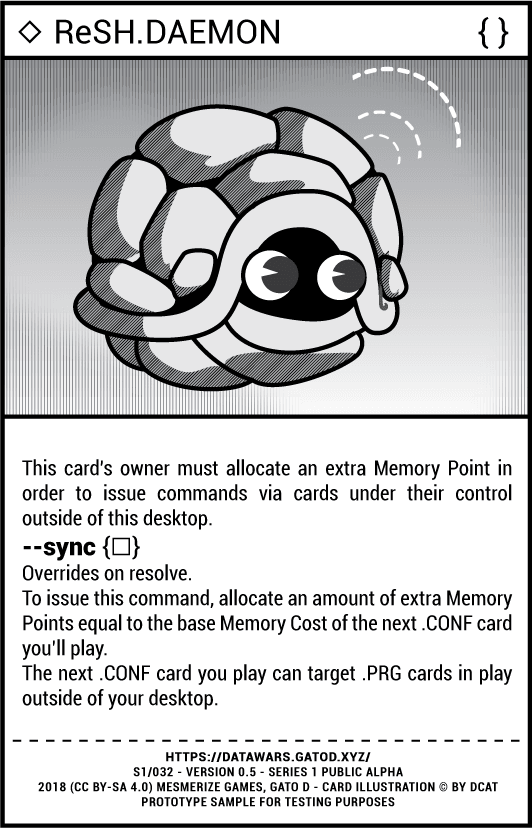 ◇ ReSH.DAEMON { }
This card's owner must allocate an extra Memory Point in
order to issue commands via cards under their control
outside of this desktop.
--sync {□}
Overrides on resolve.
To issue this command, allocate an amount of extra Memory
Points equal to the base Memory Cost of the next .CONF card
you'll play.
The next .CONF card you play can target .PRG cards in play
outside of your desktop.
HTTPS://DATAWARS.GATOD.XYZ/
S1/032 - VERSION 0.5 - SERIES 1 PUBLIC ALPHA
2018 (CC BY-SA 4.0) MESMERIZE GAMES, GATO D - CARD ILLUSTRATION © BY DCAT
PROTOTYPE SAMPLE FOR TESTING PURPOSES